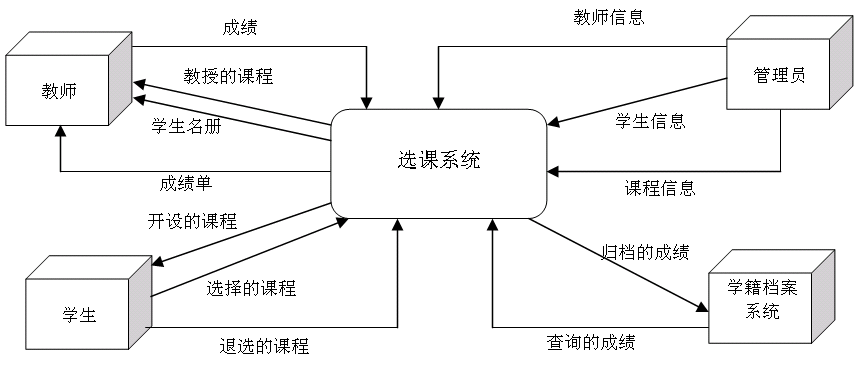 成绩
教师信息
教师
教授的课程
管理员
学生名册
学生信息
选课系统
成绩单
课程信息
开设的课程
归档的成绩
选择的课程
学籍档案
系统
学生
退选的课程
查询的成绩